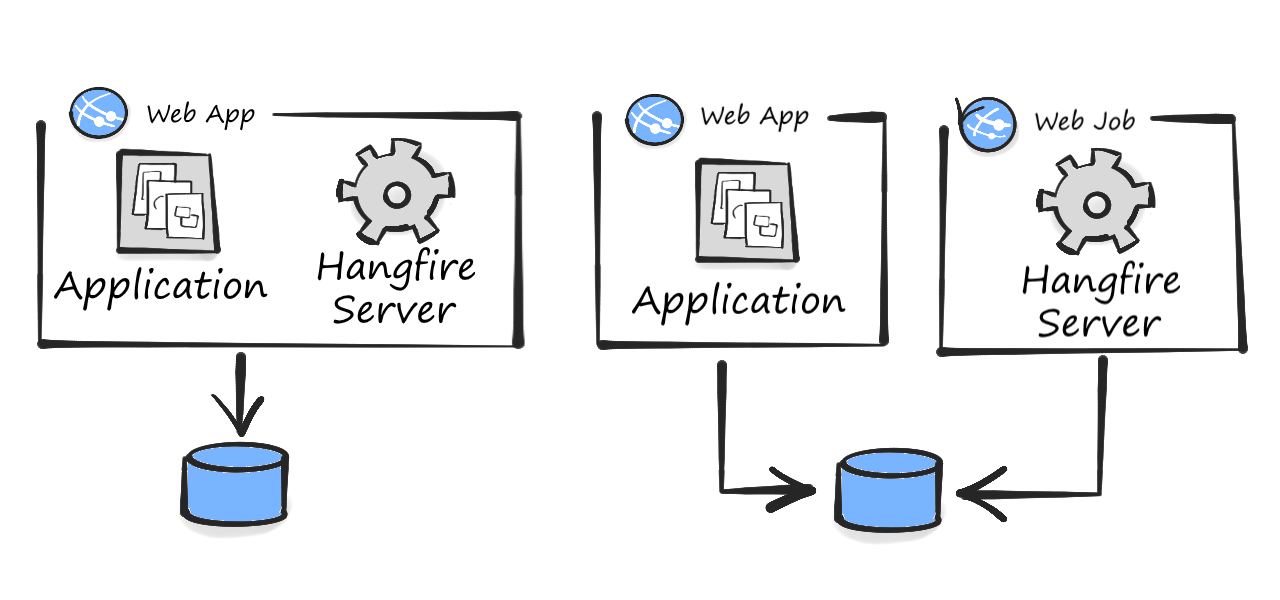 Web App
Application
Hangfire
Server
Web App
Application
Web Job
Hangfire
Server